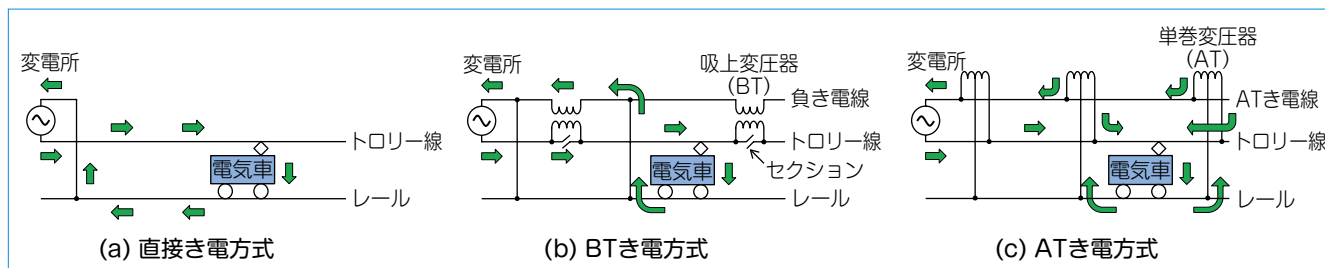 変電所
トロリー線
電気車
レール
(a) 直接き電方式
変電所
吸上変圧器
(BT)
負き電線
トロリー線
セクション
電気車
レール
(b) BTき電方式
変電所
単巻変圧器
(AT)
ATき電線
トロリー線
電気車
レール
(c) ATき電方式